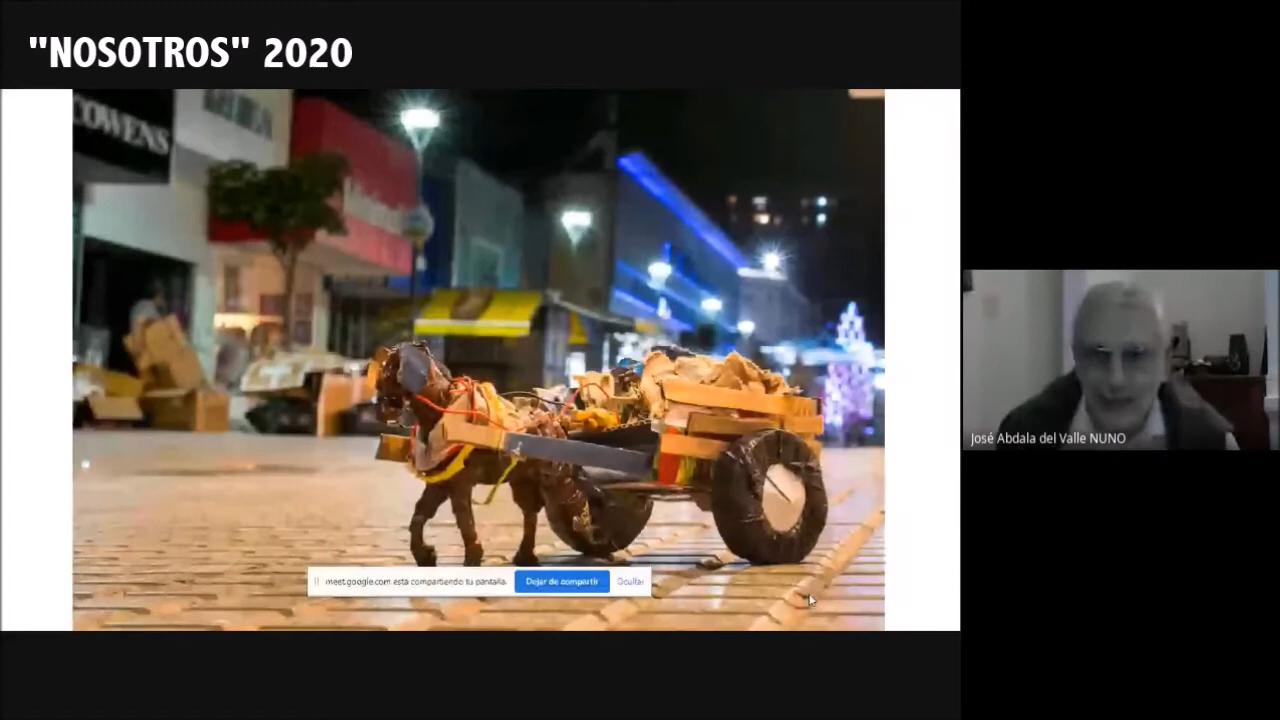 "NOSOTROS" 2020
COWENS
meet.google.com está compartiendo tu pantalla.
Dejar de compartir
Ocultar
José Abdala del Valle NUNO